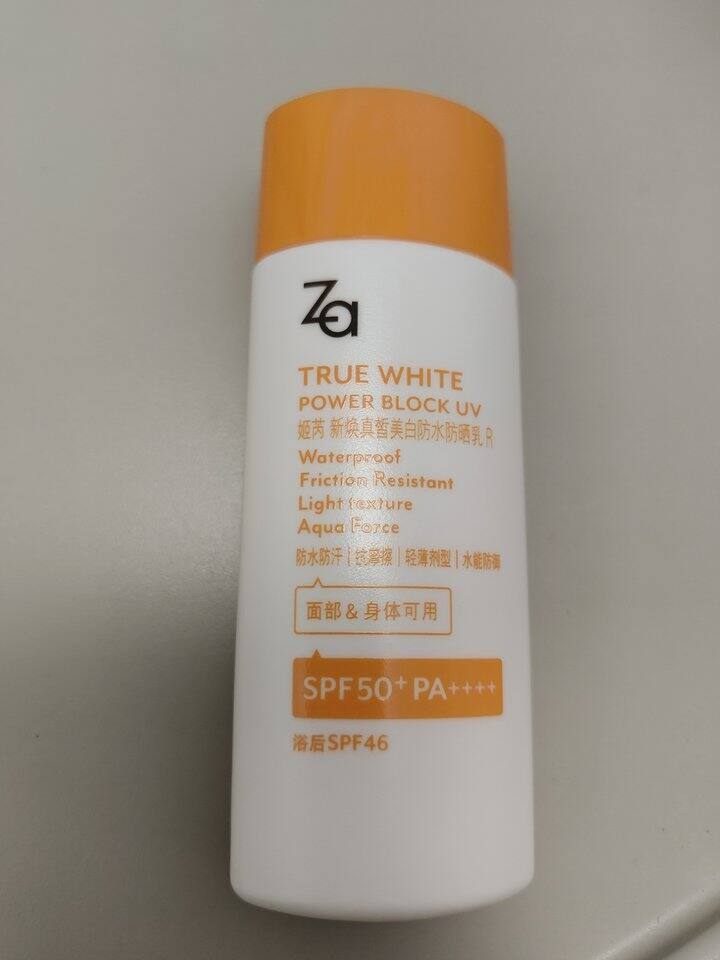 Za
TRUE WHITE
POWER BLOCK UV
姬芮 新焕真皙美白防水防晒乳 R
Waterproof
Friction Resistant
Light texture
Aqua Force
防水防汗 | 抗摩擦 | 轻薄剂型 | 水能防御
面部 & 身体可用
SPF50+ PA++++
浴后SPF46